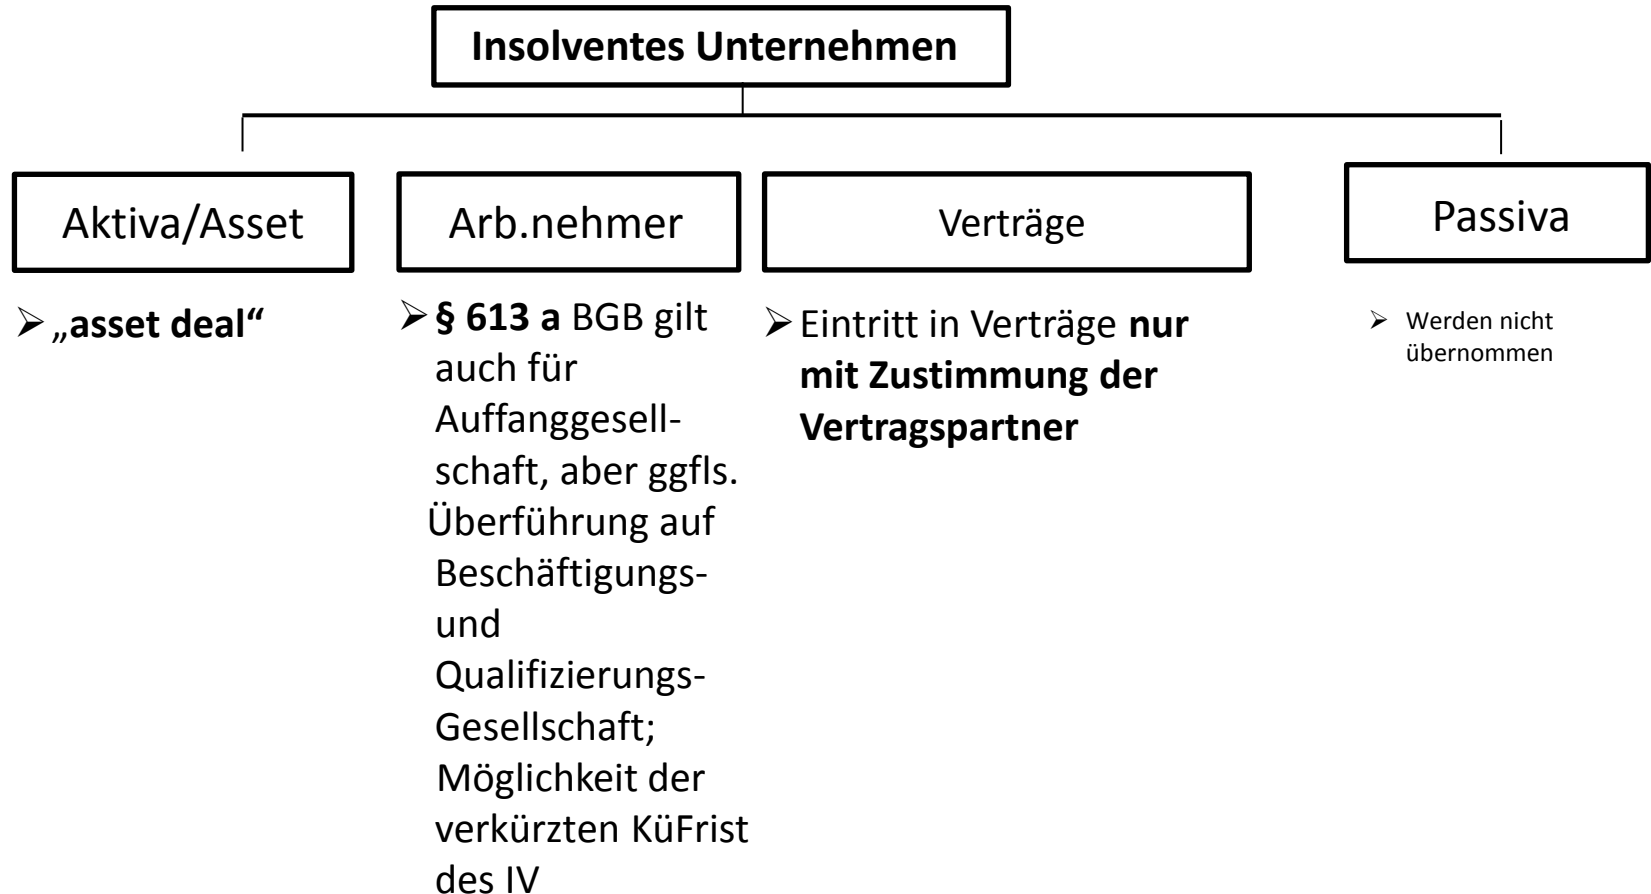 Insolventes Unternehmen
Aktiva/Asset
➢ „asset deal“
Arb.nehmer
➢ § 613 a BGB gilt
auch für
Auffanggesell-
schaft, aber ggfls.
Überführung auf
Beschäftigungs-
und
Qualifizierungs-
Gesellschaft;
Möglichkeit der
verkürzten KüFrist
des IV
Verträge
➢ Eintritt in Verträge nur
mit Zustimmung der
Vertragspartner
Passiva
➢ Werden nicht
übernommen